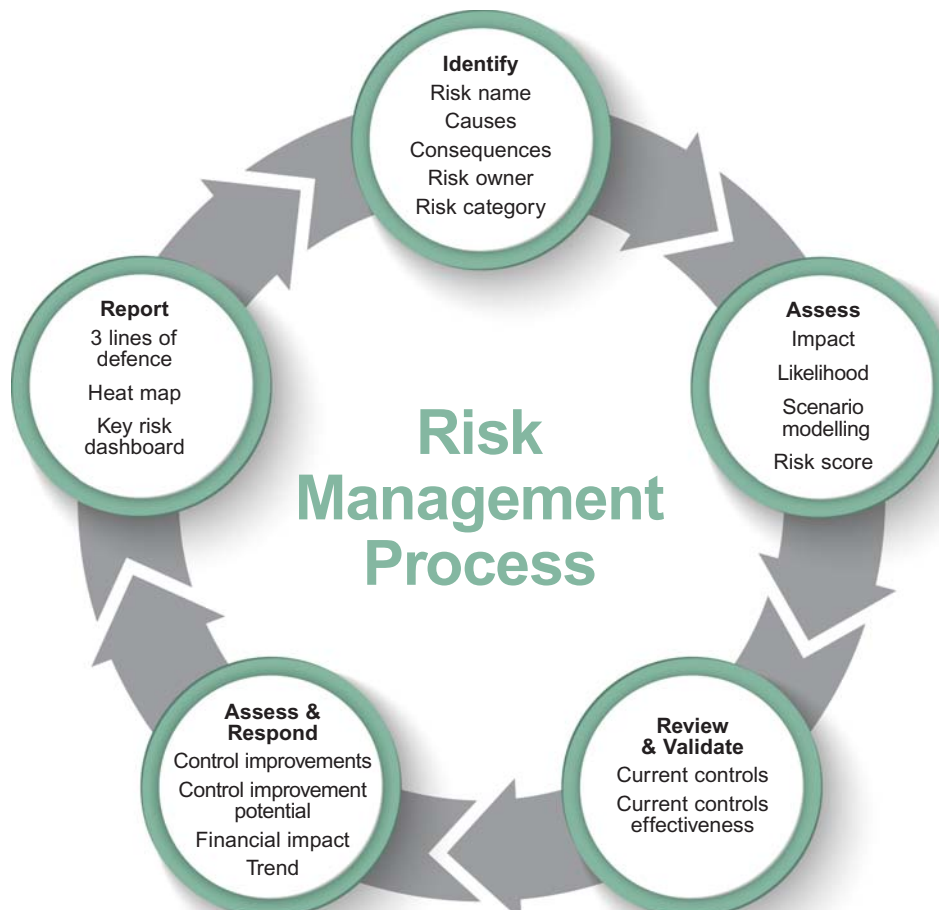 Identify
Risk name
Causes
Consequences
Risk owner
Risk category
Assess
Impact
Likelihood
Scenario
modelling
Risk score
Review
& Validate
Current controls
Current controls
effectiveness
Assess &
Respond
Control improvements
Control improvement
potential
Financial impact
Trend
Report
3 lines of
defence
Heat map
Key risk
dashboard
Risk
Management
Process